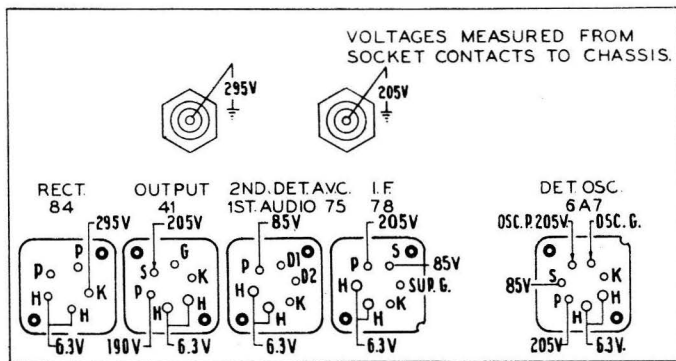 VOLTAGES MEASURED FROM
SOCKET CONTACTS TO CHASSIS.
295V
205V
RECT. 84
OUTPUT 41
2ND. DET. A.V.C.
1ST. AUDIO 75
I.F. 78
DET. OSC. 6A7
295V
P
P
H
K
H
6.3V
205V
G
S
K
P
H
H
190V
6.3V
85V
P
D1
D2
H
K
H
6.3V
205V
S
P
85V
SUP. G.
H
K
H
6.3V
OSC. P. 205V
OSC. G.
K
85V
S
P
H
H
205V
6.3V.